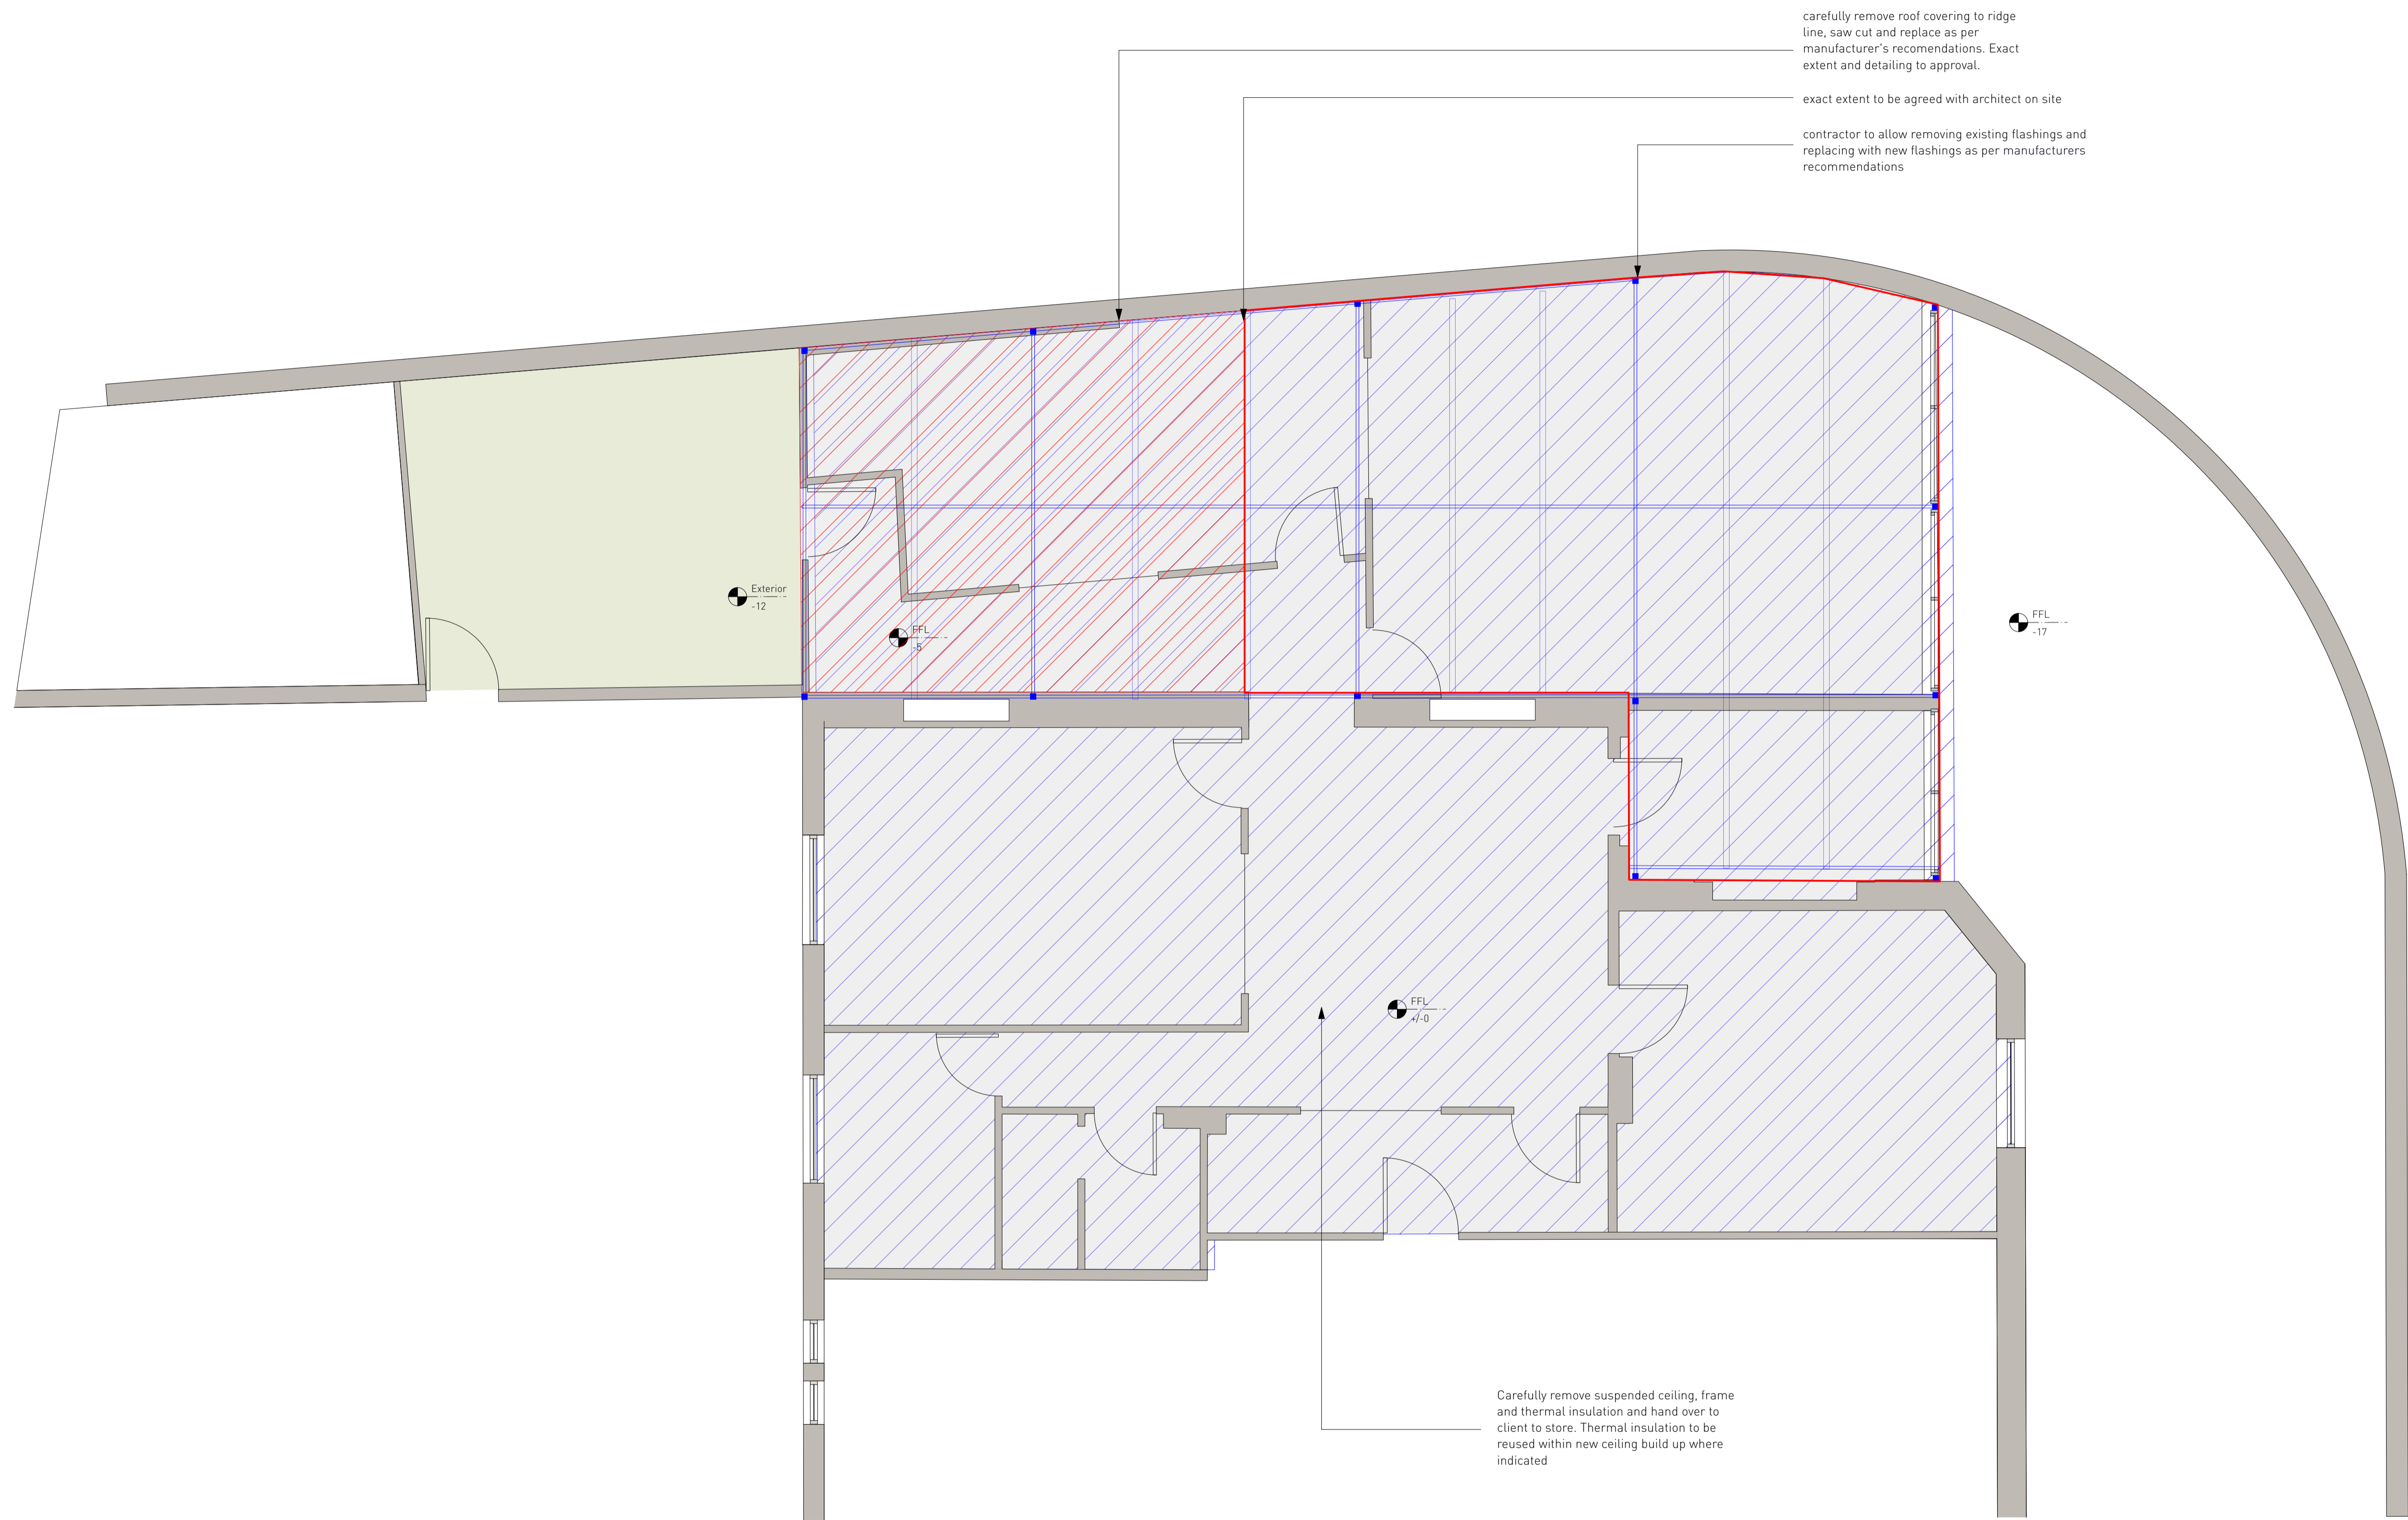 carefully remove roof covering to ridge
line, saw cut and replace as per
manufacturer's recomendations. Exact
extent and detailing to approval.
exact extent to be agreed with architect on site
contractor to allow removing existing flashings and
replacing with new flashings as per manufacturers
recommendations
Exterior
-12
FFL
-5
FFL
-17
FFL
+/-0
Carefully remove suspended ceiling, frame
and thermal insulation and hand over to
client to store. Thermal insulation to be
reused within new ceiling build up where
indicated